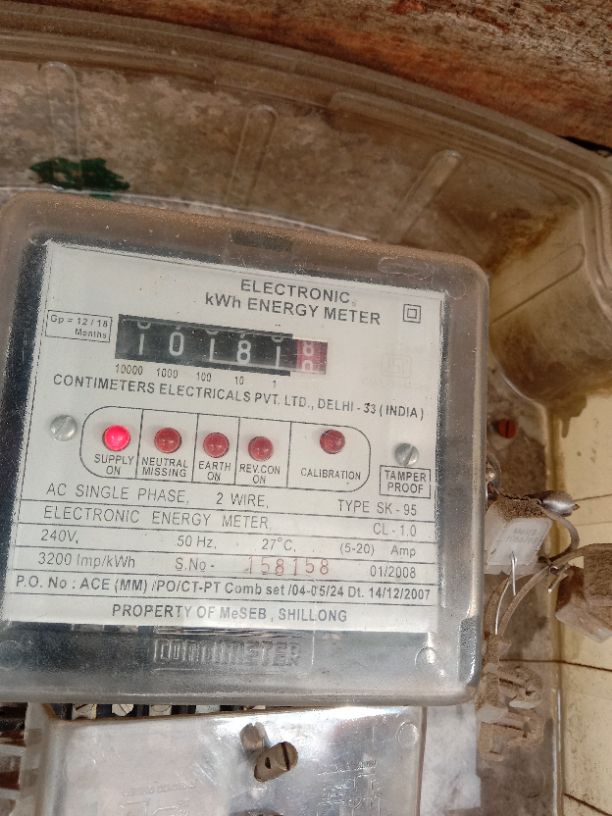 ELECTRONIC
kWh ENERGY METER
Gp = 12 / 18
Months
10181 8
10000 1000 100 10 1
CONTIMETERS ELECTRICALS PVT. LTD., DELHI - 33 (INDIA)
SUPPLY ON
NEUTRAL MISSING
EARTH ON
REV.CON ON
CALIBRATION
TAMPER PROOF
AC SINGLE PHASE, 2 WIRE, TYPE SK - 95
ELECTRONIC ENERGY METER, CL - 1.0
240V, 50 Hz, 27°C, (5-20) Amp
3200 Imp/kWh S.No - 158158 01/2008
P.O. No : ACE (MM) /PO/CT-PT Comb set /04-05/24 Dt. 14/12/2007
PROPERTY OF MeSEB, SHILLONG